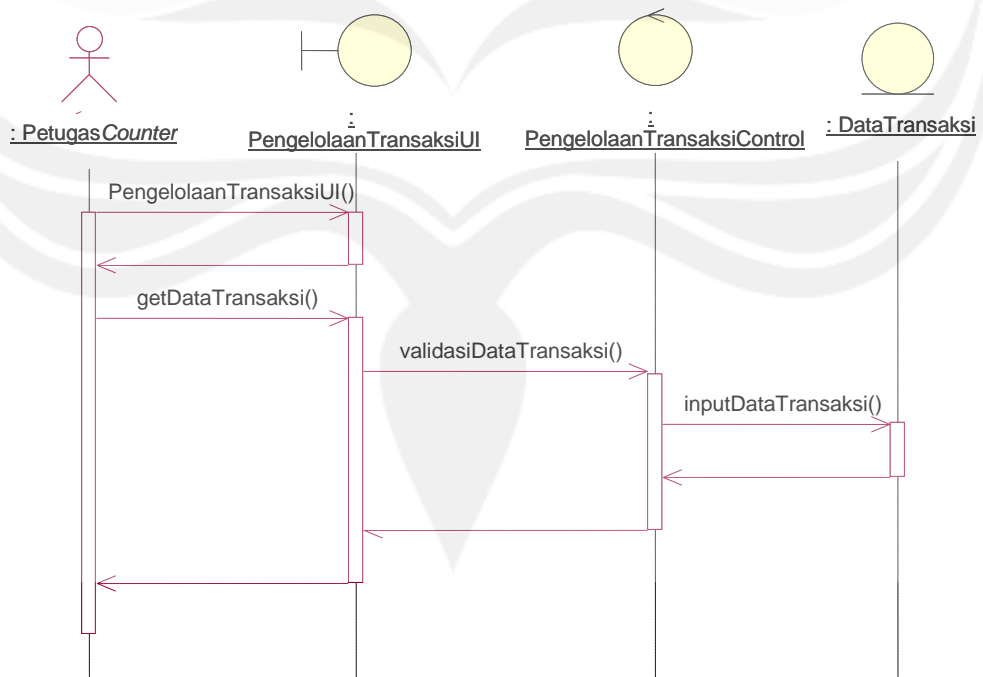 : PetugasCounter
:
PengelolaanTransaksiUI
:
PengelolaanTransaksiControl
: DataTransaksi
PengelolaanTransaksiUI()
getDataTransaksi()
validasiDataTransaksi()
inputDataTransaksi()